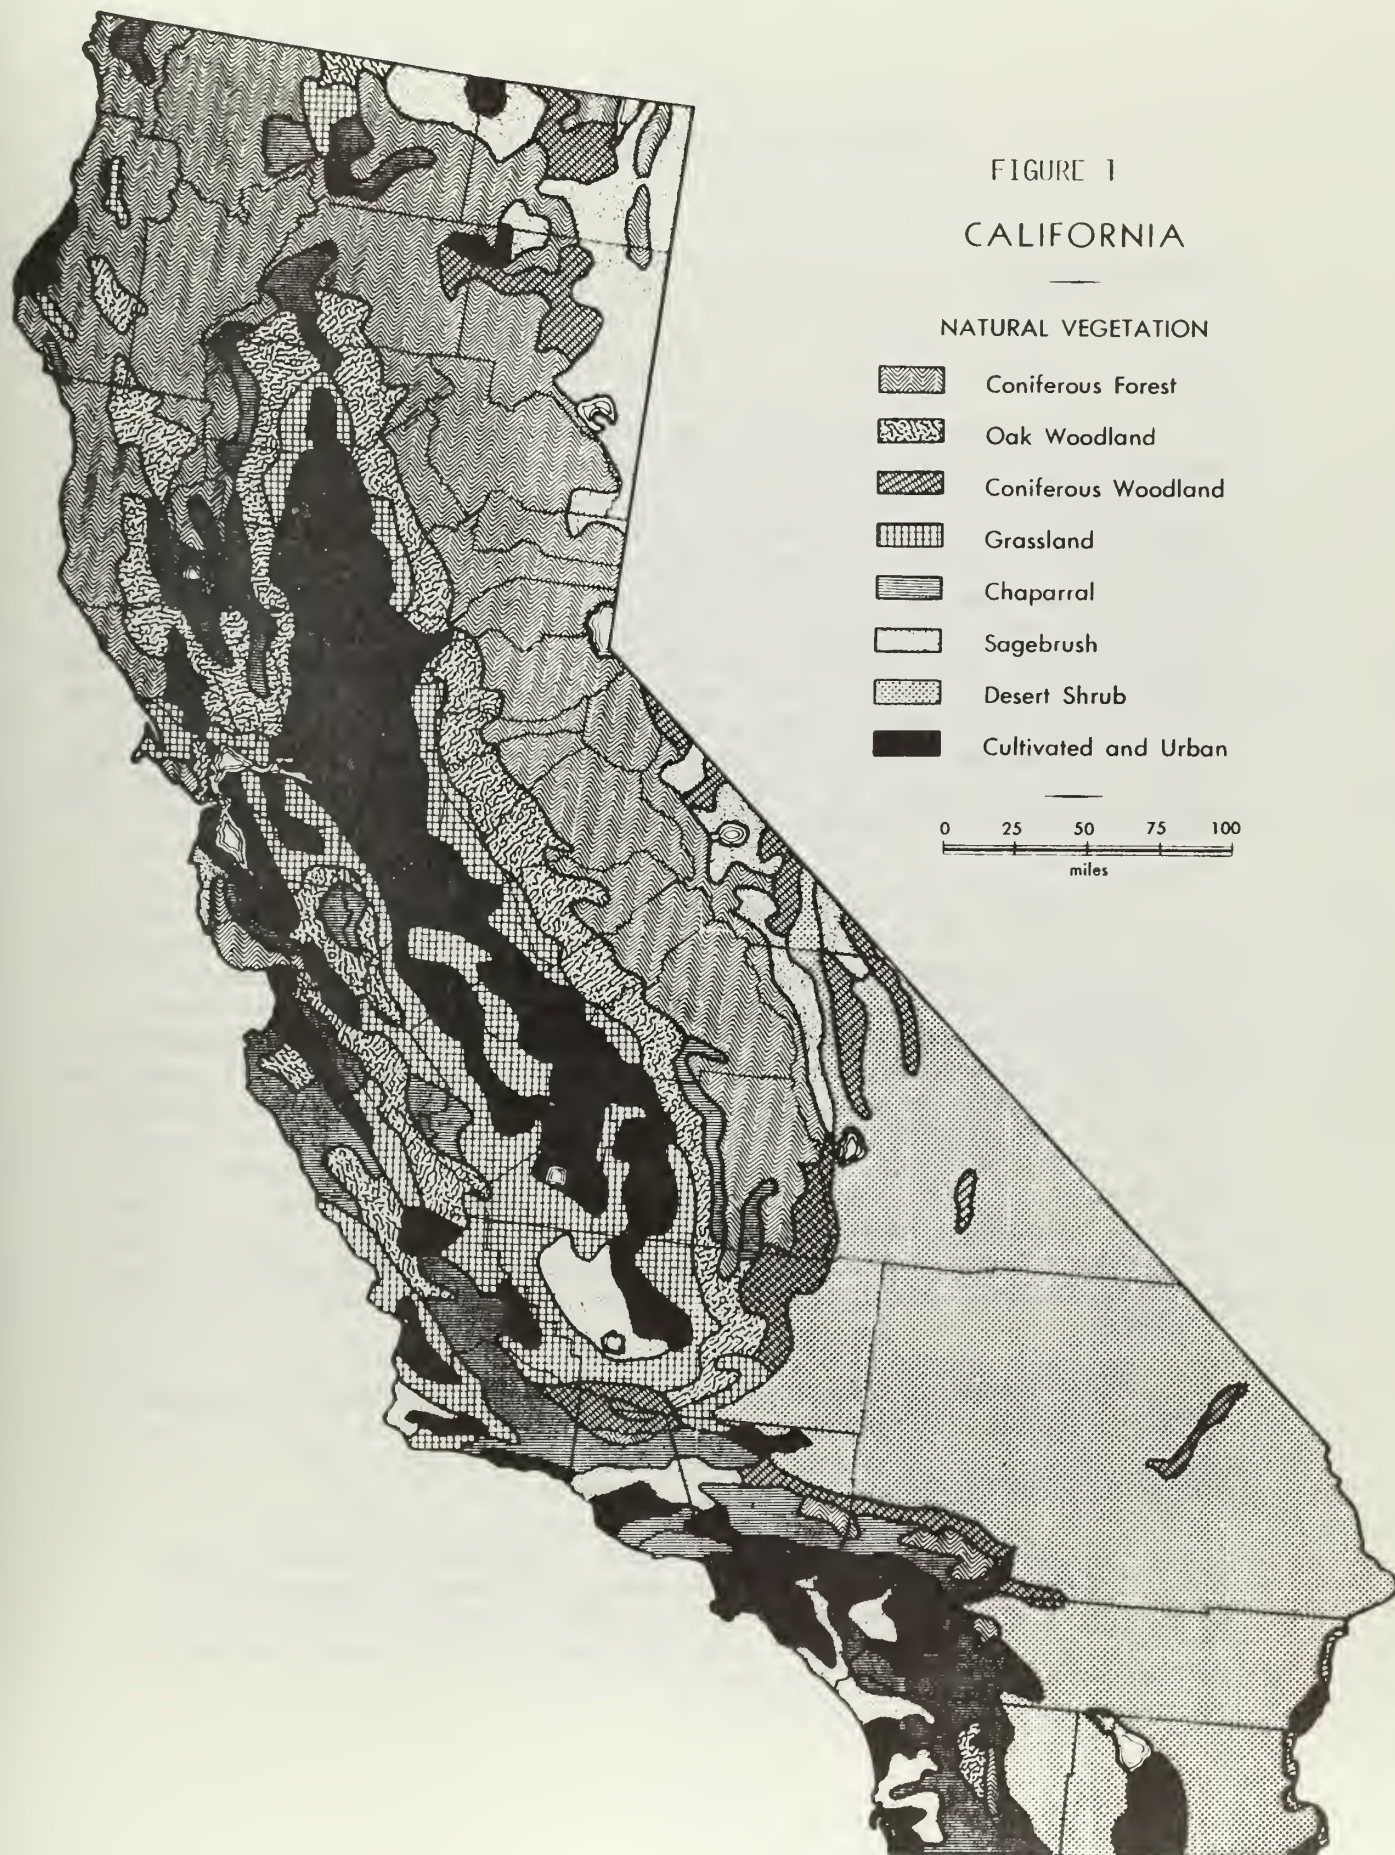 FIGURE 1
CALIFORNIA
NATURAL VEGETATION
Coniferous Forest
Oak Woodland
Coniferous Woodland
Grassland
Chaparral
Sagebrush
Desert Shrub
Cultivated and Urban
0 25 50 75 100
miles